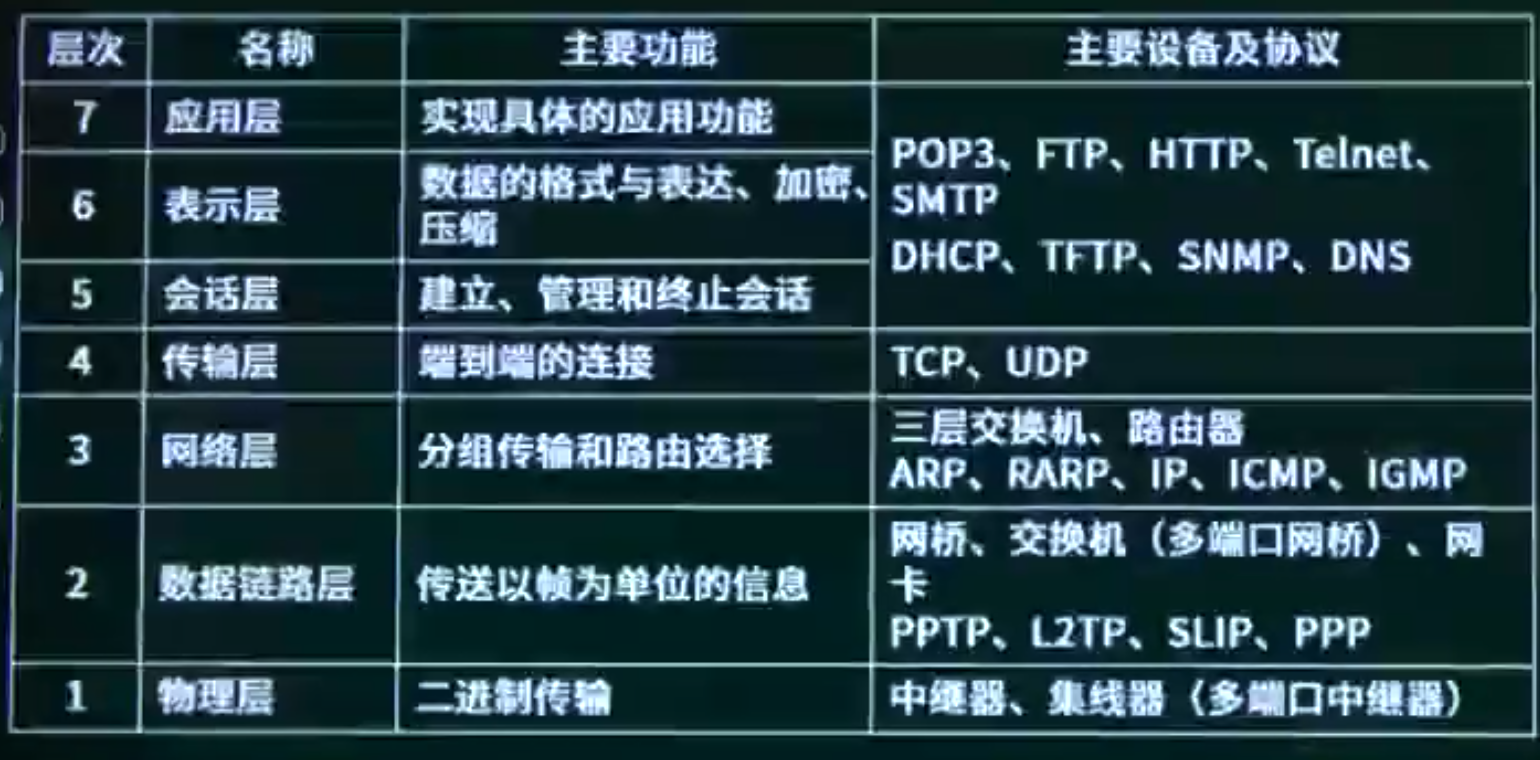 层次 名称 主要功能 主要设备及协议
7 应用层 实现具体的应用功能
POP3、FTP、HTTP、Telnet、
SMTP
DHCP、TFTP、SNMP、DNS
6 表示层 数据的格式与表达、加密、
压缩
5 会话层 建立、管理和终止会话
4 传输层 端到端的连接 TCP、UDP
3 网络层 分组传输和路由选择 三层交换机、路由器
ARP、RARP、IP、ICMP、IGMP
2 数据链路层 传送以帧为单位的信息 网桥、交换机（多端口网桥）、网
卡
PPTP、L2TP、SLIP、PPP
1 物理层 二进制传输 中继器、集线器（多端口中继器）